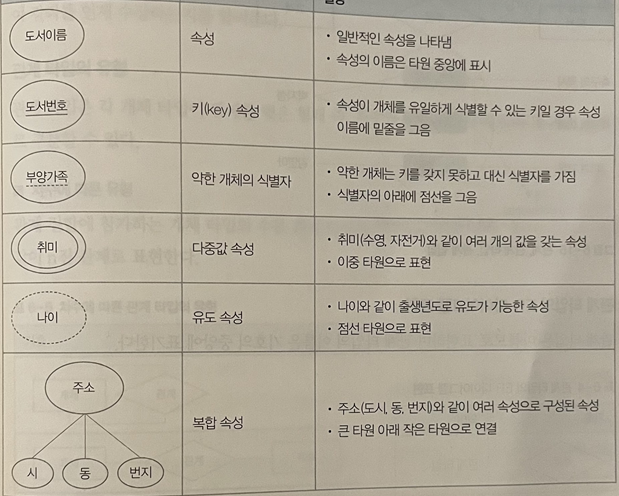 도서이름
속성
• 일반적인 속성을 나타냄
• 속성의 이름은 타원 중앙에 표시
도서번호
키(key) 속성
• 속성이 개체를 유일하게 식별할 수 있는 키일 경우 속성
이름에 밑줄을 그음
부양가족
약한 개체의 식별자
• 약한 개체는 키를 갖지 못하고 대신 식별자를 가짐
• 식별자의 아래에 점선을 그음
취미
다중값 속성
• 취미(수영, 자전거)와 같이 여러 개의 값을 갖는 속성
• 이중 타원으로 표현
나이
유도 속성
• 나이와 같이 출생년도로 유도가 가능한 속성
• 점선 타원으로 표현
주소
시 동 번지
복합 속성
• 주소(도시, 동, 번지)와 같이 여러 속성으로 구성된 속성
• 큰 타원 아래 작은 타원으로 연결